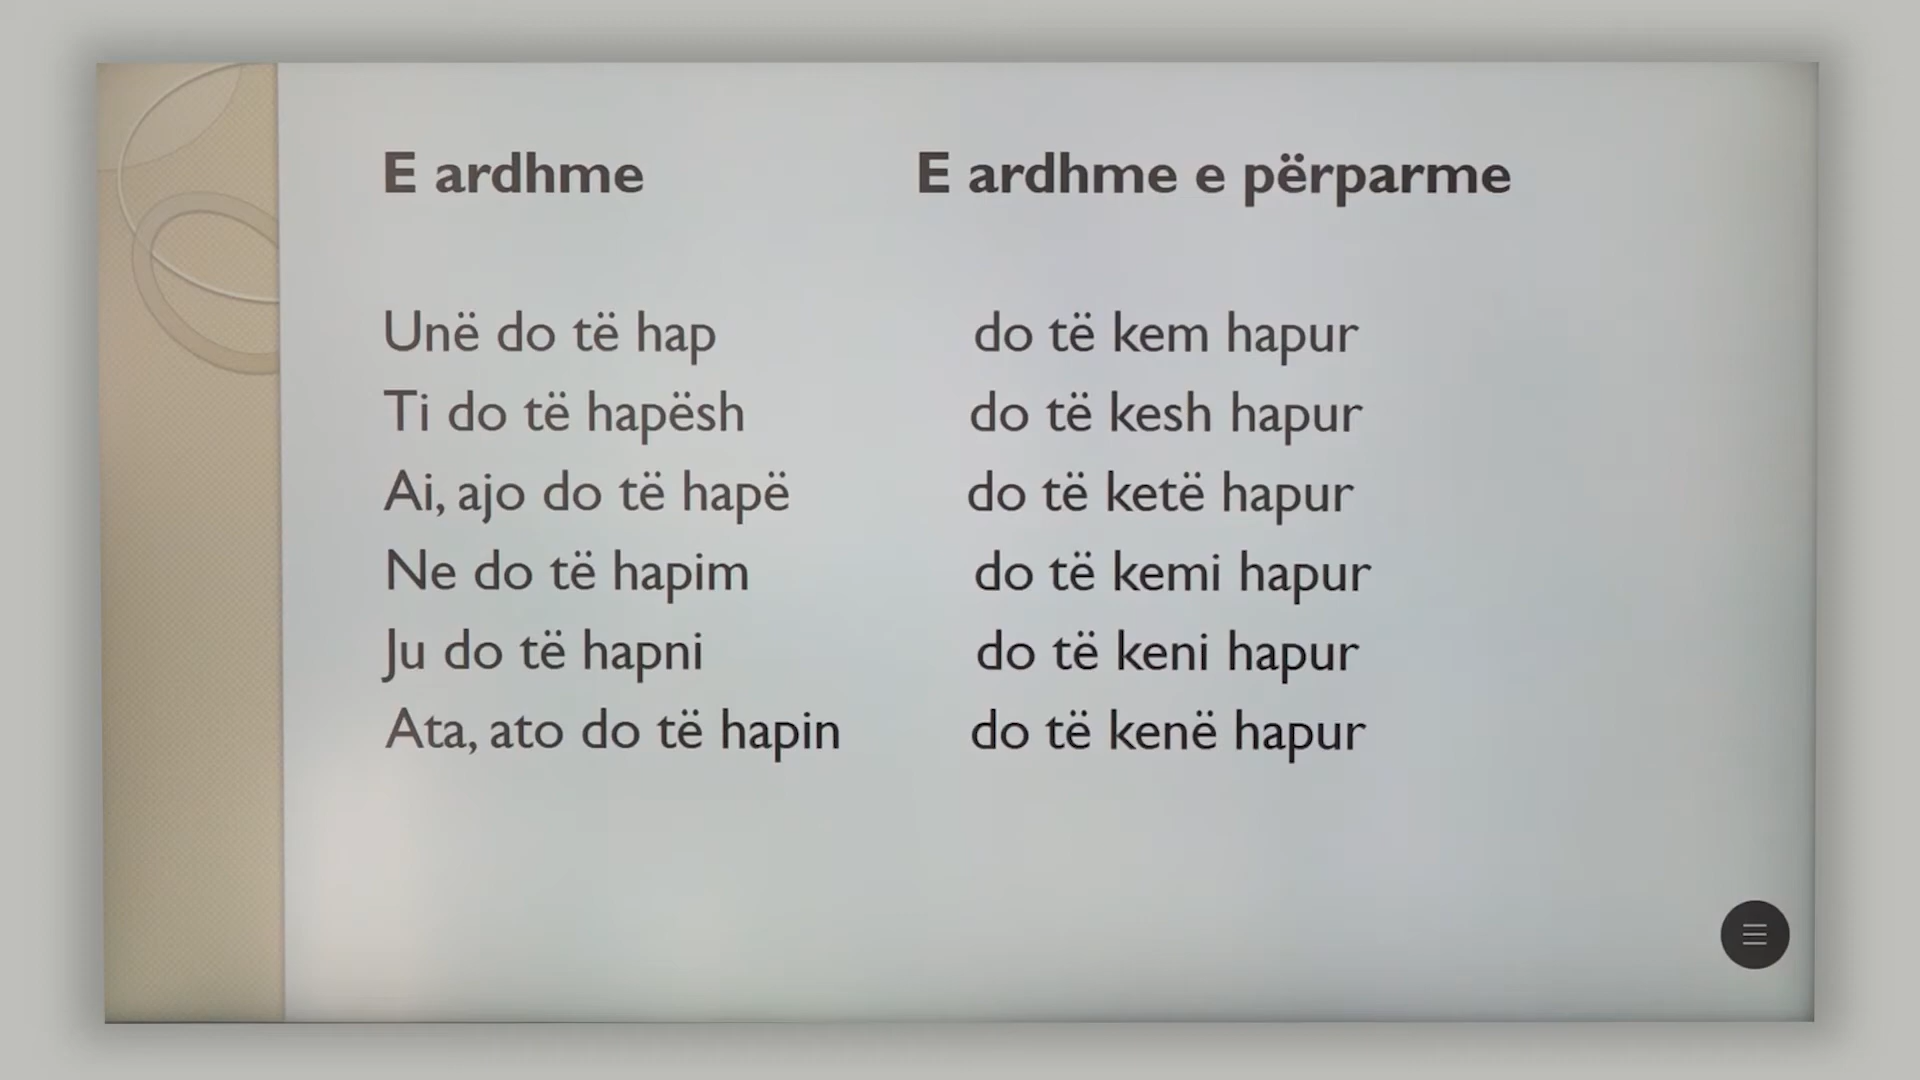 E ardhme E ardhme e përparme
Unë do të hap do të kem hapur
Ti do të hapësh do të kesh hapur
Ai, ajo do të hapë do të ketë hapur
Ne do të hapim do të kemi hapur
Ju do të hapni do të keni hapur
Ata, ato do të hapin do të kenë hapur